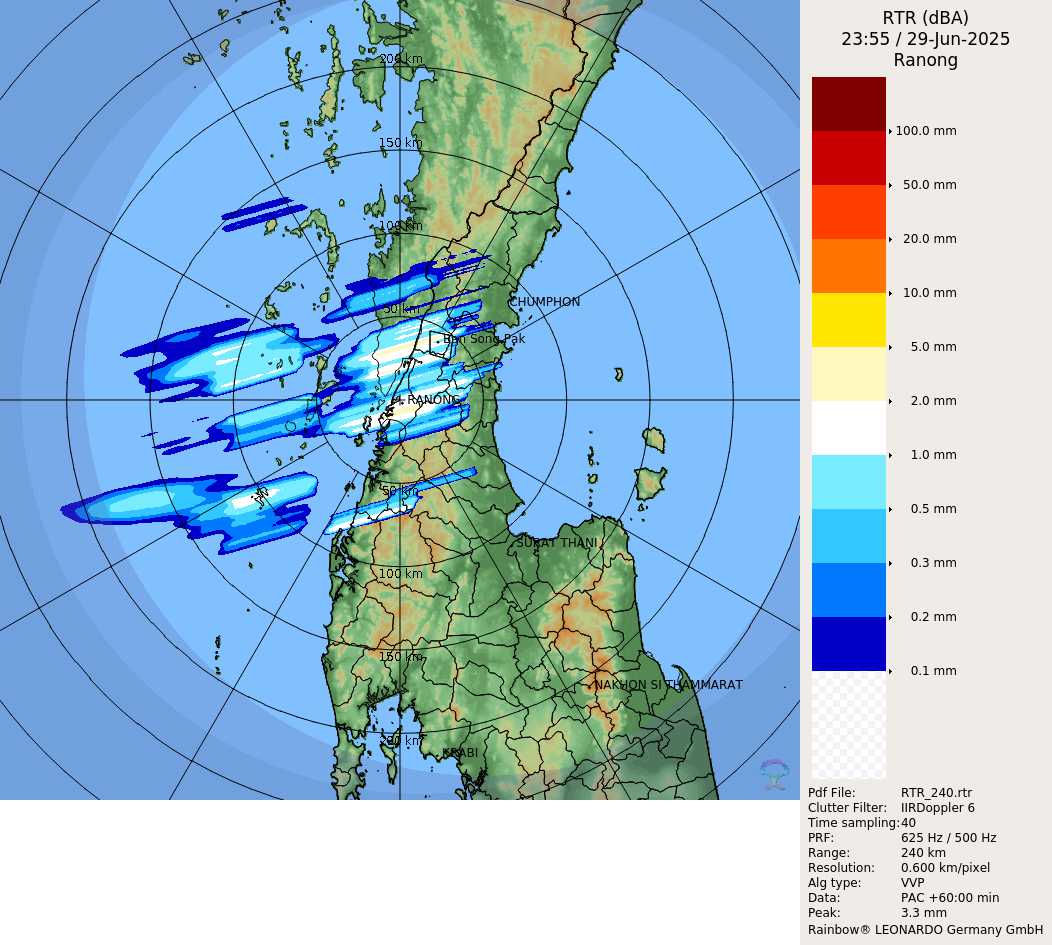 RTR (dBA)
23:55 / 29-Jun-2025
Ranong
200 km
150 km
100 km
50 km
CHUMPHON
Ban Song Pak
RANONG
50 km
SURAT THANI
100 km
150 km
NAKHON SI THAMMARAT
200 km
KRABI
100.0 mm
50.0 mm
20.0 mm
10.0 mm
5.0 mm
2.0 mm
1.0 mm
0.5 mm
0.3 mm
0.2 mm
0.1 mm
Pdf File: RTR_240.rtr
Clutter Filter: IIRDoppler 6
Time sampling:40
PRF: 625 Hz / 500 Hz
Range: 240 km
Resolution: 0.600 km/pixel
Alg type: VVP
Data: PAC +60:00 min
Peak: 3.3 mm
Rainbow® LEONARDO Germany GmbH